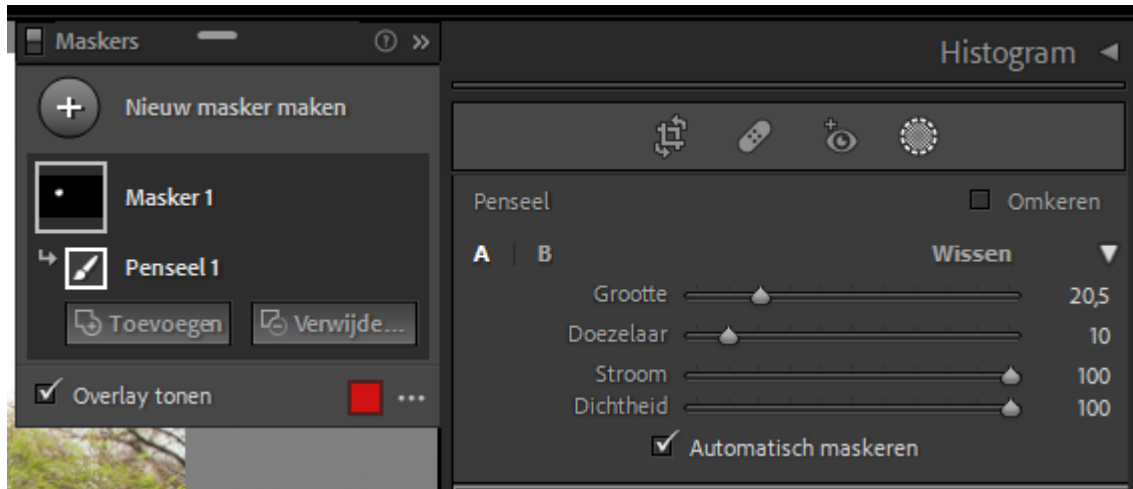 Maskers
Nieuw masker maken
Masker 1
Penseel 1
Toevoegen Verwijde...
Overlay tonen
Histogram
Penseel Omkeren
A B Wissen
Grootte 20,5
Doezelaar 10
Stroom 100
Dichtheid 100
Automatisch maskeren